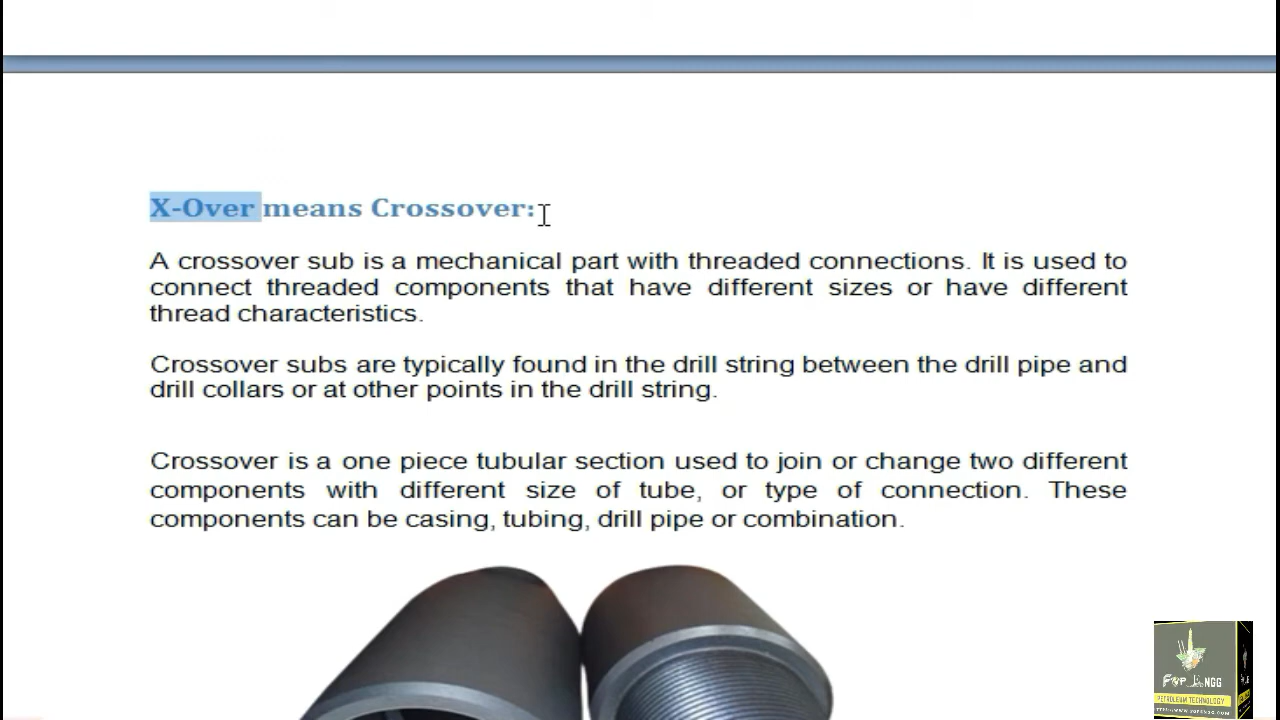 X-Over means Crossover:
A crossover sub is a mechanical part with threaded connections. It is used to
connect threaded components that have different sizes or have different
thread characteristics.
Crossover subs are typically found in the drill string between the drill pipe and
drill collars or at other points in the drill string.
Crossover is a one piece tubular section used to join or change two different
components with different size of tube, or type of connection. These
components can be casing, tubing, drill pipe or combination.
PETROLEUM TECHNOLOGY